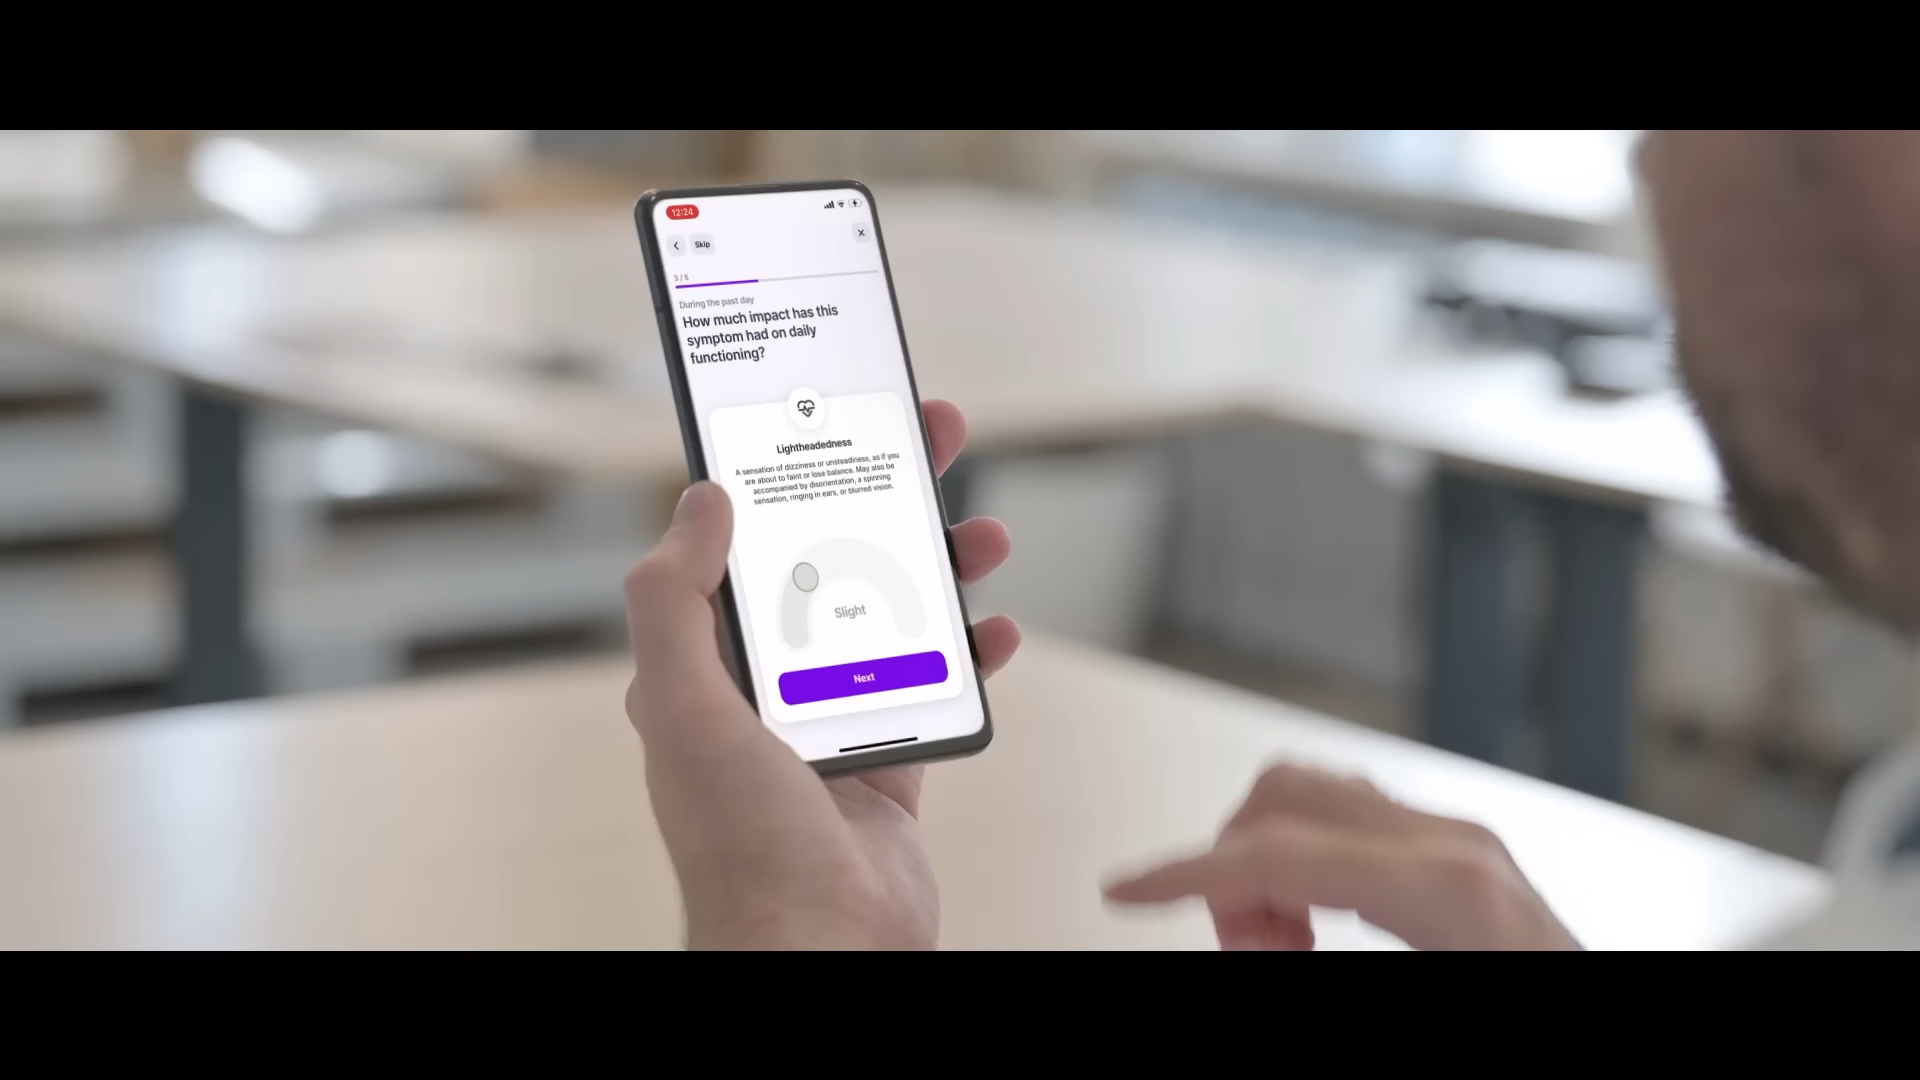 12:24
Skip
3 / 5
During the past day
How much impact has this
symptom had on daily
functioning?
Lightheadedness
A sensation of dizziness or unsteadiness, as if you
are about to faint or lose balance. May also be
accompanied by disorientation, a spinning
sensation, ringing in ears, or blurred vision.
Slight
Next